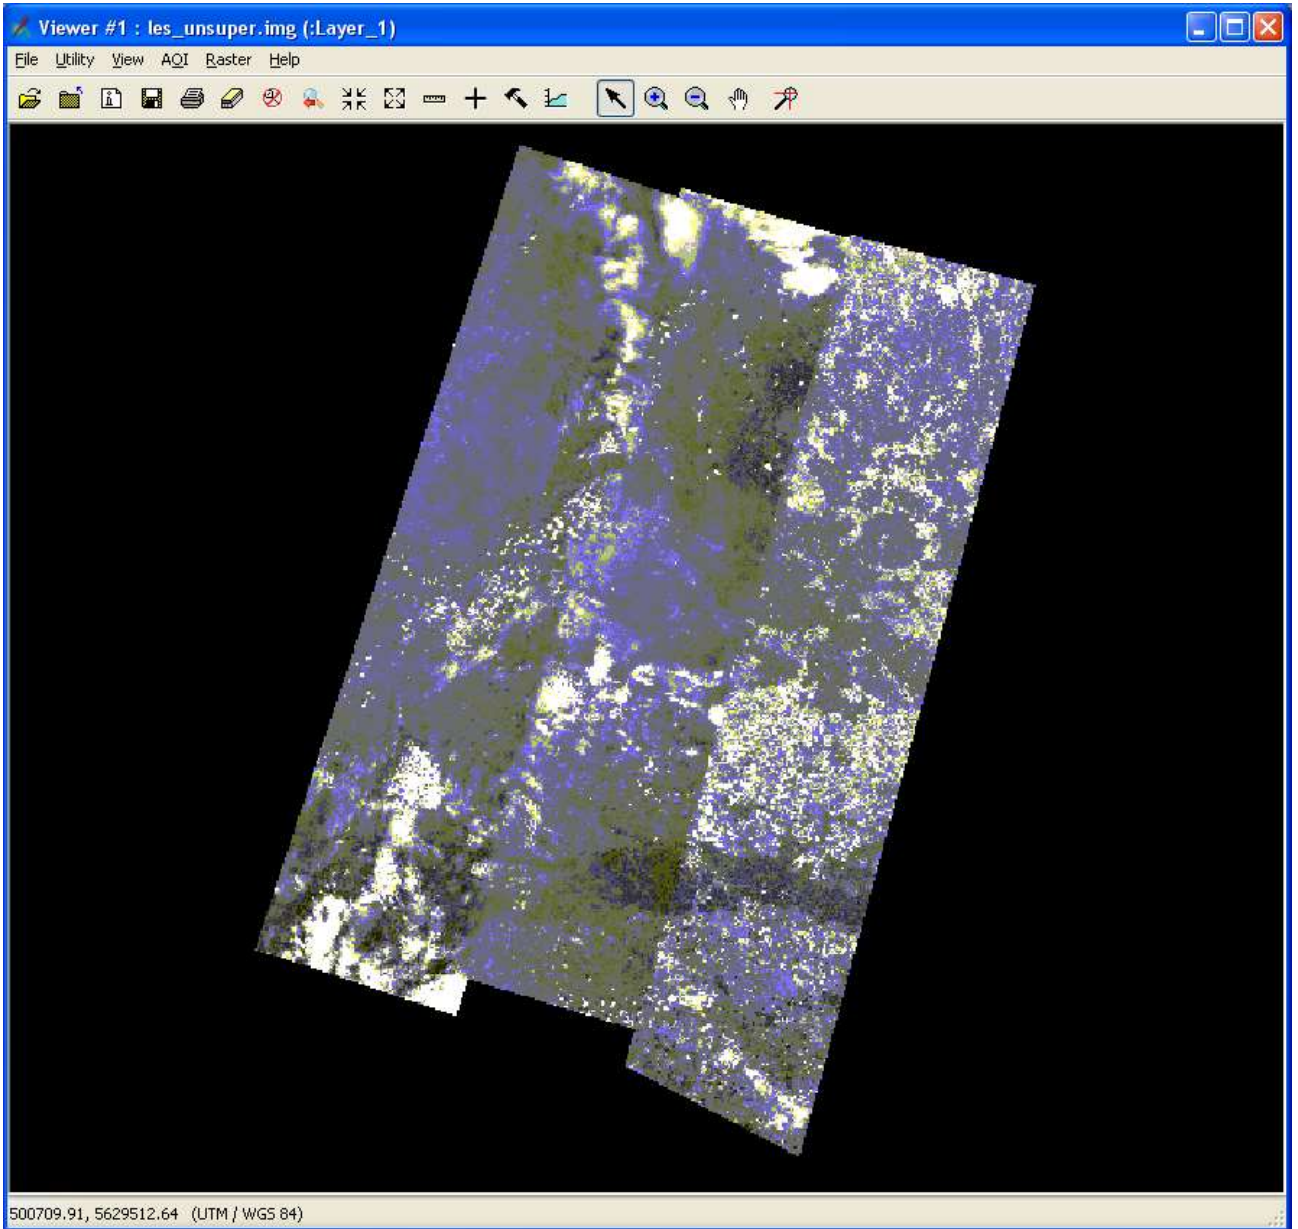 Viewer #1 : les_unsuper.img (:Layer_1)
File Utility View AOI Raster Help
500709.91, 5629512.64 (UTM / WGS 84)